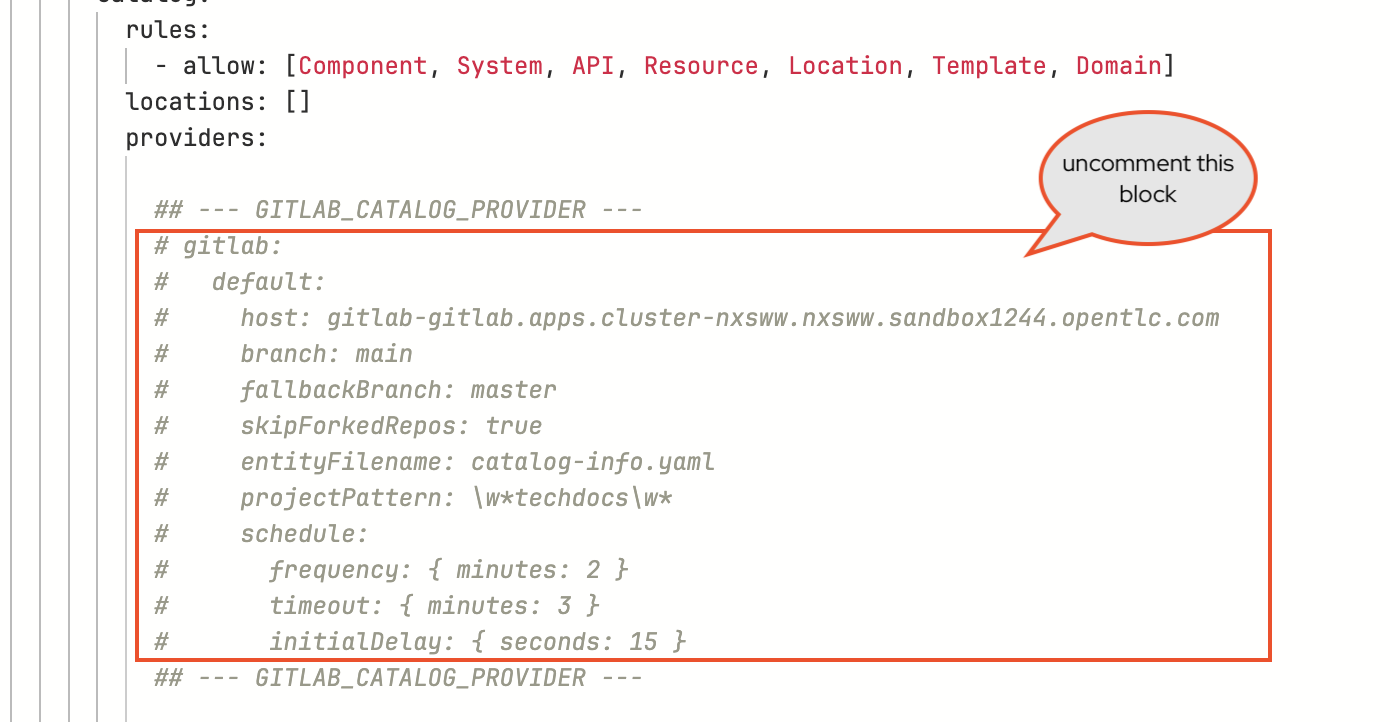 catalog:
rules:
- allow: [Component, System, API, Resource, Location, Template, Domain]
locations: []
providers:
uncomment this
block
## --- GITLAB_CATALOG_PROVIDER ---
# gitlab:
#   default:
#     host: gitlab-gitlab.apps.cluster-nxsww.nxsww.sandbox1244.opentlc.com
#     branch: main
#     fallbackBranch: master
#     skipForkedRepos: true
#     entityFilename: catalog-info.yaml
#     projectPattern: \w*techdocs\w*
#     schedule:
#       frequency: { minutes: 2 }
#       timeout: { minutes: 3 }
#       initialDelay: { seconds: 15 }
## --- GITLAB_CATALOG_PROVIDER ---